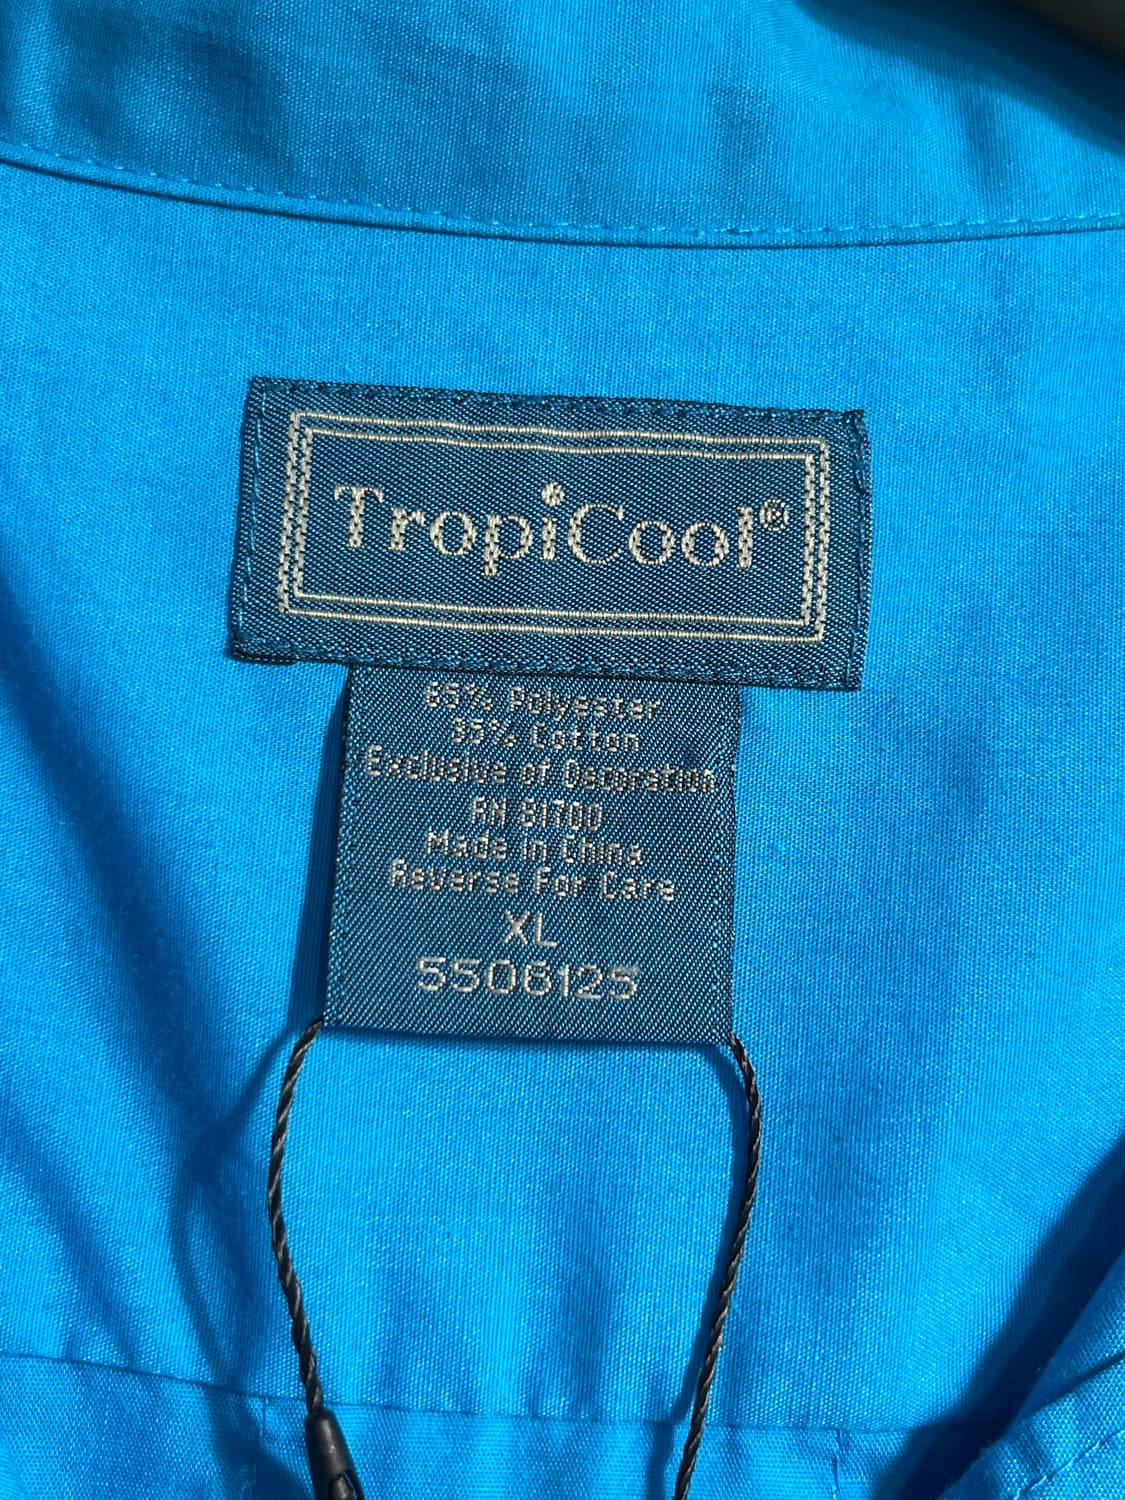 TropiCool®
65% Polyester
35% Cotton
Exclusive of Decoration
RN 81700
Made in China
Reverse For Care
XL
5506125